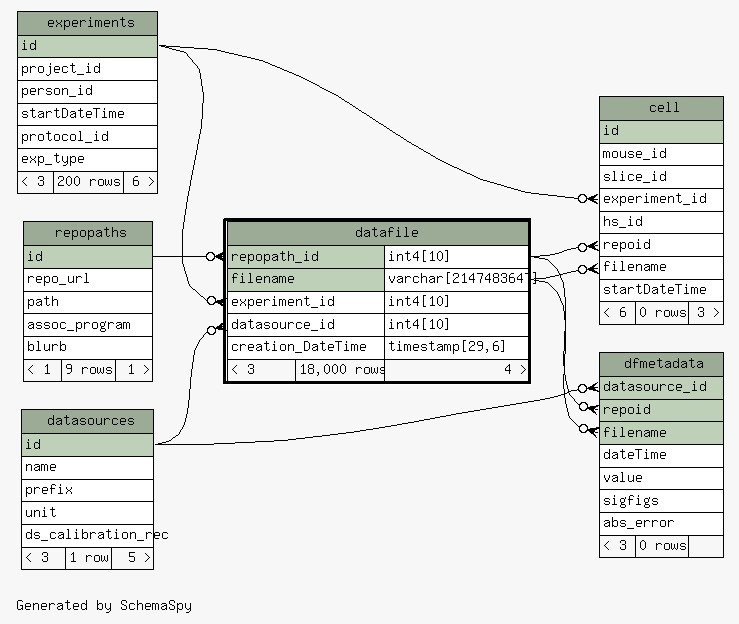 experiments
id
project_id
person_id
startDateTime
protocol_id
exp_type
< 3 200 rows 6 >
repopaths
id
repo_url
path
assoc_program
blurb
< 1 9 rows 1 >
datasources
id
name
prefix
unit
ds_calibration_rec
< 3 1 row 5 >
datafile
repopath_id int4[10]
filename varchar[2147483647]
experiment_id int4[10]
datasource_id int4[10]
creation_DateTime timestamp[29,6]
< 3 18,000 rows 4 >
cell
id
mouse_id
slice_id
experiment_id
hs_id
repoid
filename
startDateTime
< 6 0 rows 3 >
dfmetadata
datasource_id
repoid
filename
dateTime
value
sigfigs
abs_error
< 3 0 rows
Generated by SchemaSpy